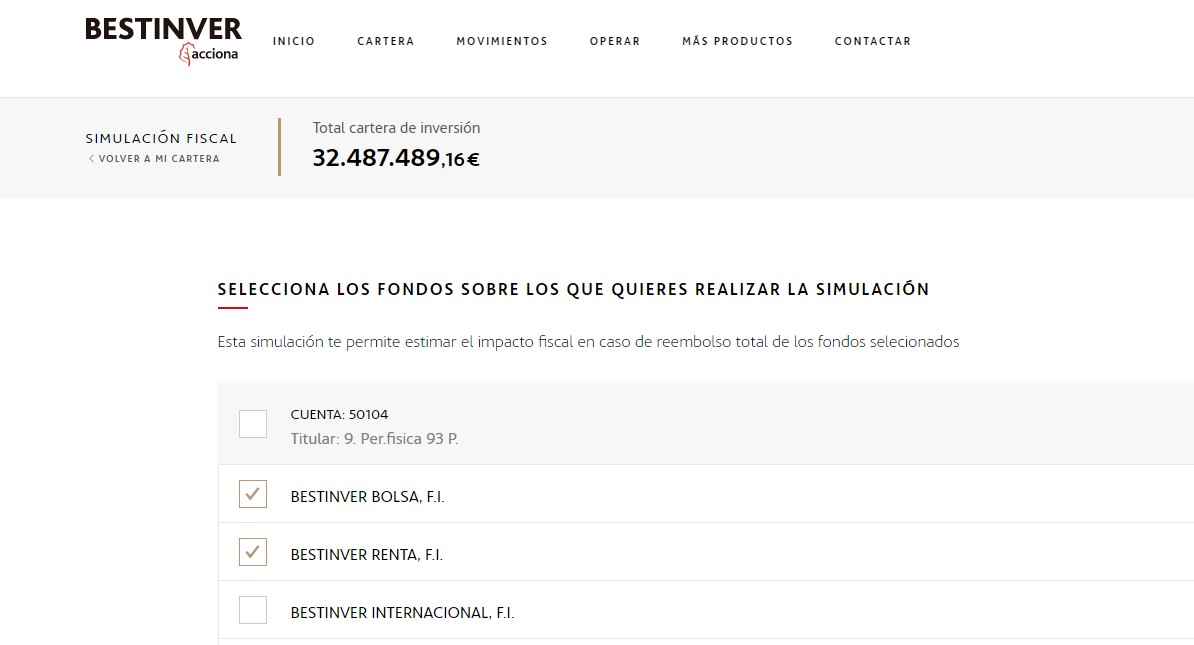 BESTINVER
acciona
INICIO CARTERA MOVIMIENTOS OPERAR MÁS PRODUCTOS CONTACTAR
SIMULACIÓN FISCAL
< VOLVER A MI CARTERA
Total cartera de inversión
32.487.489,16€
SELECCIONA LOS FONDOS SOBRE LOS QUE QUIERES REALIZAR LA SIMULACIÓN
Esta simulación te permite estimar el impacto fiscal en caso de reembolso total de los fondos selecionados
CUENTA: 50104
Titular: 9. Per.fisica 93 P.
BESTINVER BOLSA, F.I.
BESTINVER RENTA, F.I.
BESTINVER INTERNACIONAL, F.I.